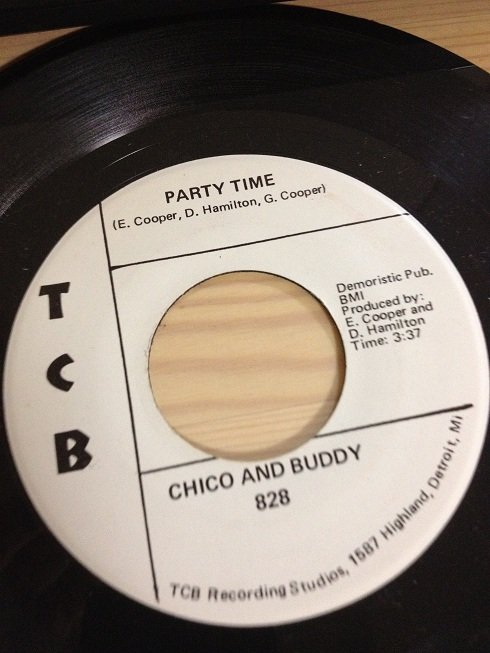 PARTY TIME
(E. Cooper, D. Hamilton, G. Cooper)
T
C
B
Demoristic Pub.
BMI
Produced by:
E. Cooper and
D. Hamilton
Time: 3:37
CHICO AND BUDDY
828
TCB Recording Studios, 1587 Highland, Detroit, Mi